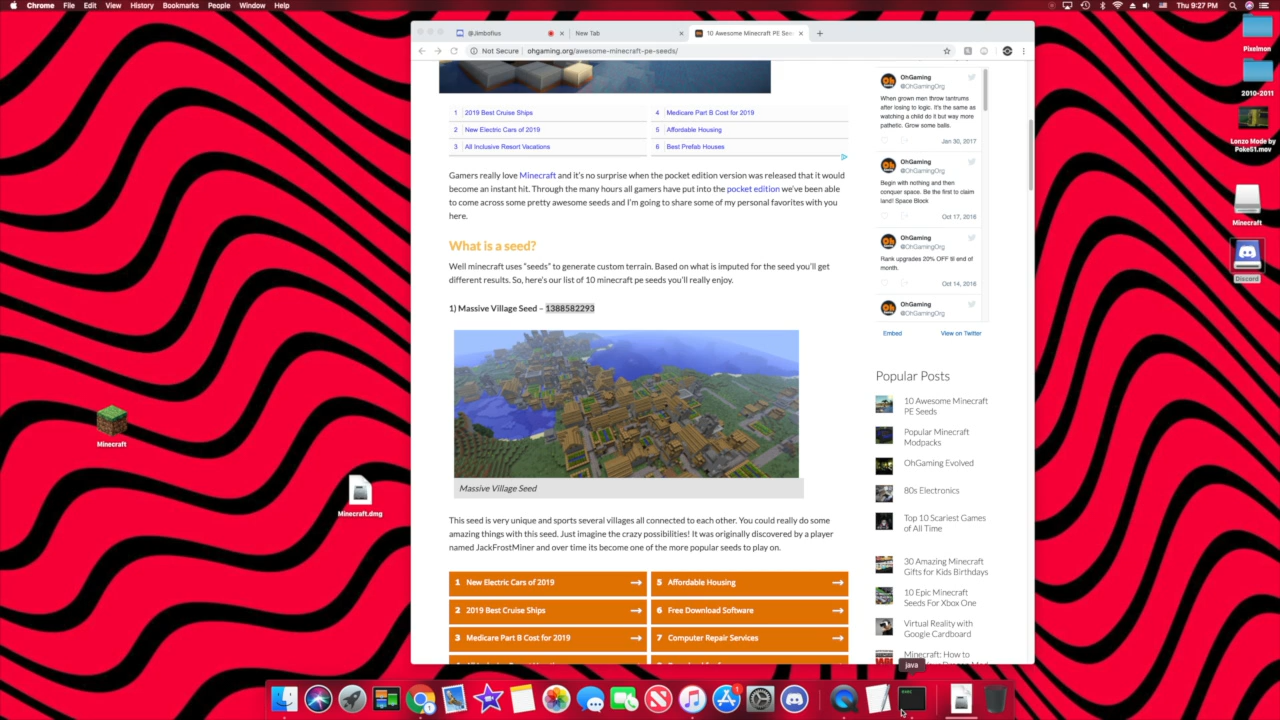 Chrome File Edit View History Bookmarks People Window Help
Thu 9:27 PM
@Jimbofius
New Tab
10 Awesome Minecraft PE See
Not Secure | ohgaming.org/awesome-minecraft-pe-seeds/
1 2019 Best Cruise Ships
2 New Electric Cars of 2019
3 All Inclusive Resort Vacations
4 Medicare Part B Cost for 2019
5 Affordable Housing
6 Best Prefab Houses
Gamers really love Minecraft and it's no surprise when the pocket edition version was released that it would
become an instant hit. Through the many hours all gamers have put into the pocket edition we've been able
to come across some pretty awesome seeds and I'm going to share some of my personal favorites with you
here.
What is a seed?
Well minecraft uses "seeds" to generate custom terrain. Based on what is imputed for the seed you'll get
different results. So, here's our list of 10 minecraft pe seeds you'll really enjoy.
1) Massive Village Seed – 1388582293
Massive Village Seed
This seed is very unique and sports several villages all connected to each other. You could really do some
amazing things with this seed. Just imagine the crazy possibilities! It was originally discovered by a player
named JackFrostMiner and over time its become one of the more popular seeds to play on.
1 New Electric Cars of 2019
2 2019 Best Cruise Ships
3 Medicare Part B Cost for 2019
5 Affordable Housing
6 Free Download Software
7 Computer Repair Services
OhGaming
@OhGamingOrg
When grown men throw tantrums
after losing to logic. It's the same as
watching a child do it but way more
pathetic. Grow some balls.
Jan 30, 2017
OhGaming
@OhGamingOrg
Begin with nothing and then
conquer space. Be the first to claim
land! Space Block
Oct 17, 2016
OhGaming
@OhGamingOrg
Rank upgrades 20% OFF til end of
month.
Oct 14, 2016
OhGaming
@OhGamingOrg
Embed
View on Twitter
Popular Posts
10 Awesome Minecraft
PE Seeds
Popular Minecraft
Modpacks
OhGaming Evolved
80s Electronics
Top 10 Scariest Games
of All Time
30 Amazing Minecraft
Gifts for Kids Birthdays
10 Epic Minecraft
Seeds For Xbox One
Virtual Reality with
Google Cardboard
Minecraft: How to
java
Minecraft
Minecraft.dmg
Pixelmon
2010-2011
Lonzo Mode by
Poke51.mov
Minecraft
Discord